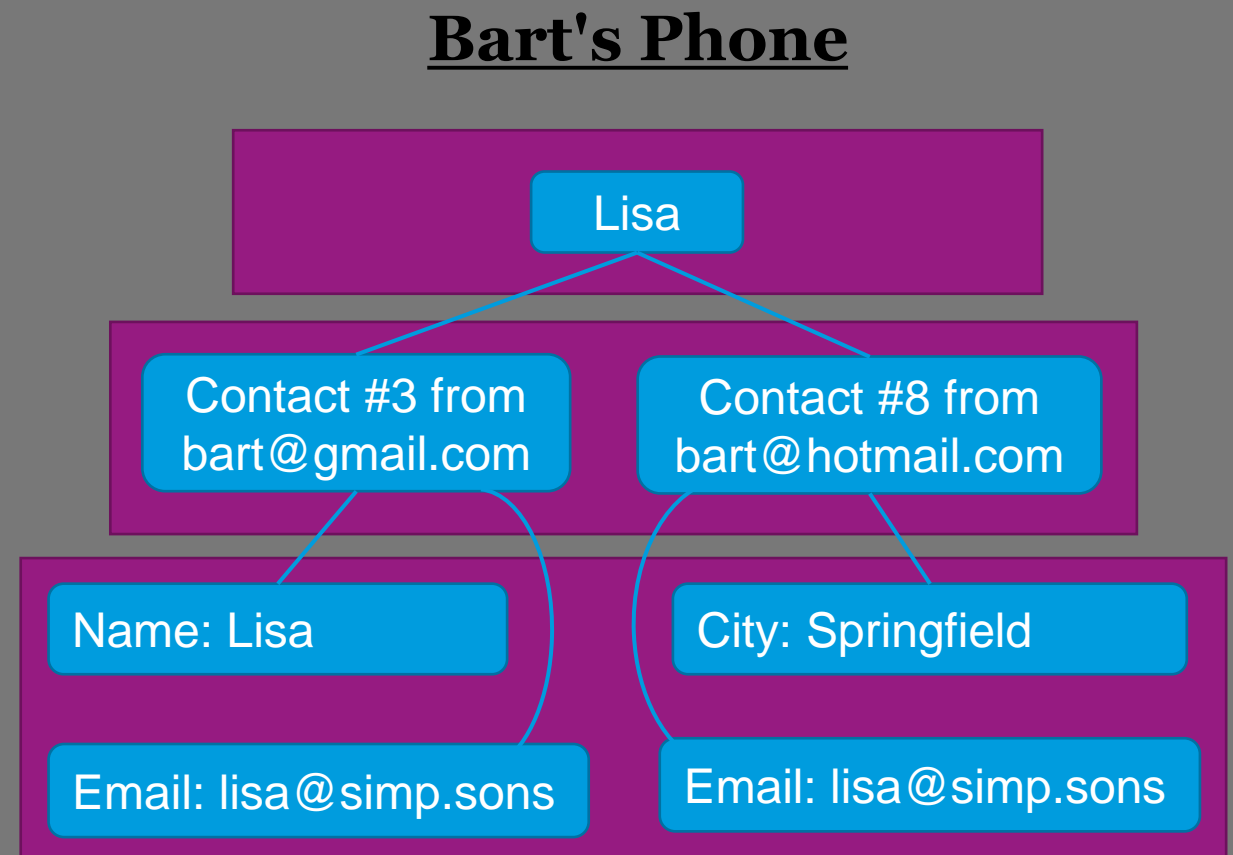 Bart's Phone
Lisa
Contact #3 from
bart@gmail.com
Contact #8 from
bart@hotmail.com
Name: Lisa
City: Springfield
Email: lisa@simp.sons
Email: lisa@simp.sons